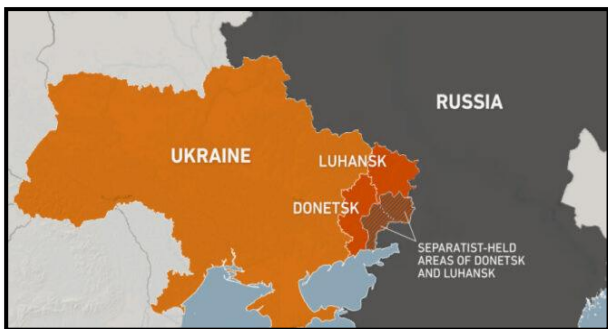 RUSSIA
UKRAINE
LUHANSK
DONETSK
SEPARATIST-HELD
AREAS OF DONETSK
AND LUHANSK